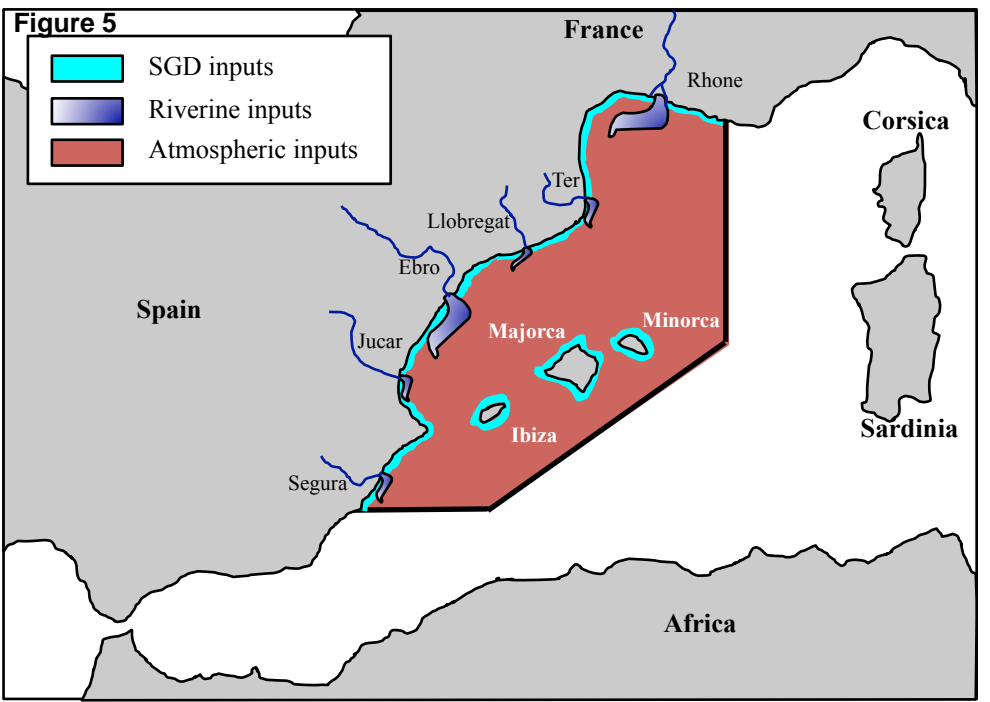 Figure 5
SGD inputs
Riverine inputs
Atmospheric inputs
France
Rhone
Corsica
Ter
Llobregat
Ebro
Spain
Majorca
Minorca
Jucar
Ibiza
Sardinia
Segura
Africa